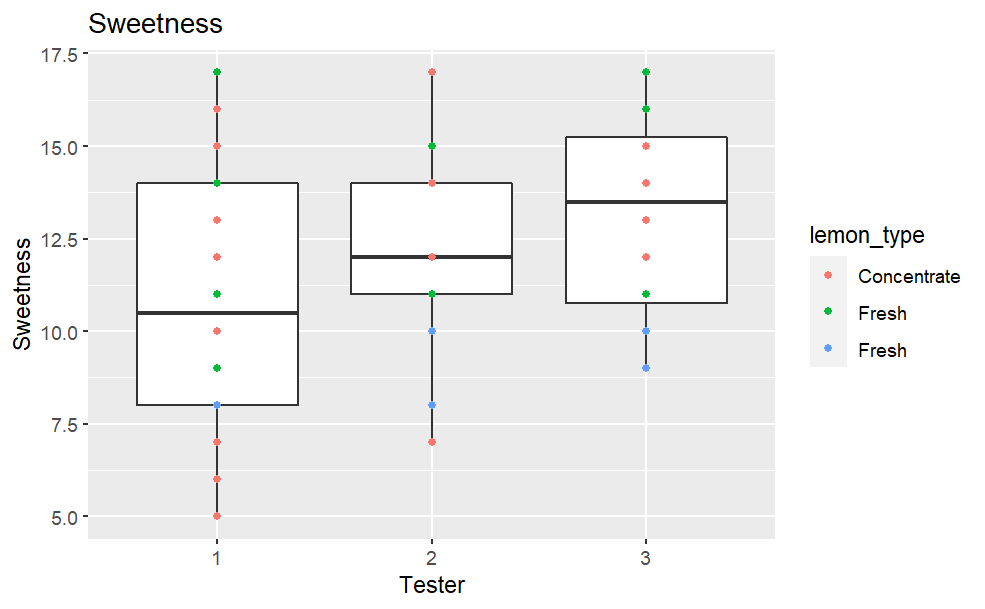 Sweetness
17.5
15.0
12.5
10.0
7.5
5.0
Sweetness
1 2 3
Tester
lemon_type
Concentrate
Fresh
Fresh